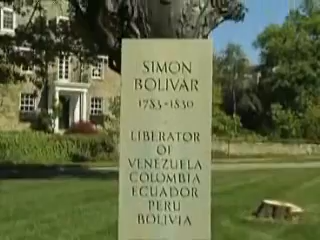 SIMON
BOLIVAR
1783-1830
LIBERATOR
OF
VENEZUELA
COLOMBIA
ECUADOR
PERU
BOLIVIA